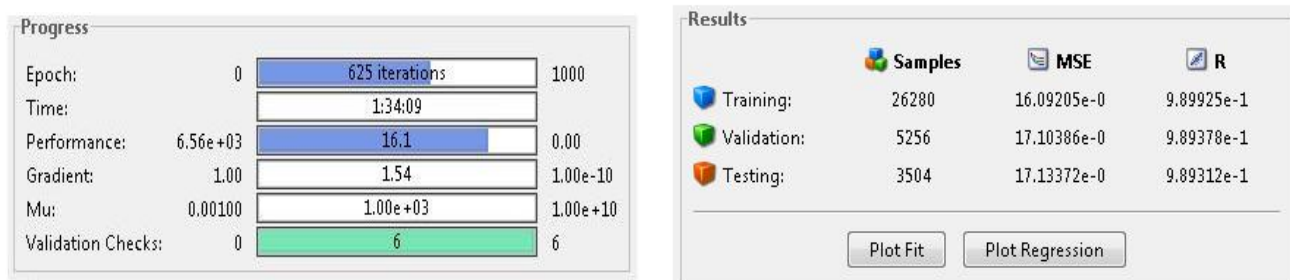 Progress
Epoch: 0 625 iterations 1000
Time: 1:34:09
Performance: 6.56e+03 16.1 0.00
Gradient: 1.00 1.54 1.00e-10
Mu: 0.00100 1.00e+03 1.00e+10
Validation Checks: 0 6 6
Results
Samples MSE R
Training: 26280 16.09205e-0 9.89925e-1
Validation: 5256 17.10386e-0 9.89378e-1
Testing: 3504 17.13372e-0 9.89312e-1
Plot Fit Plot Regression